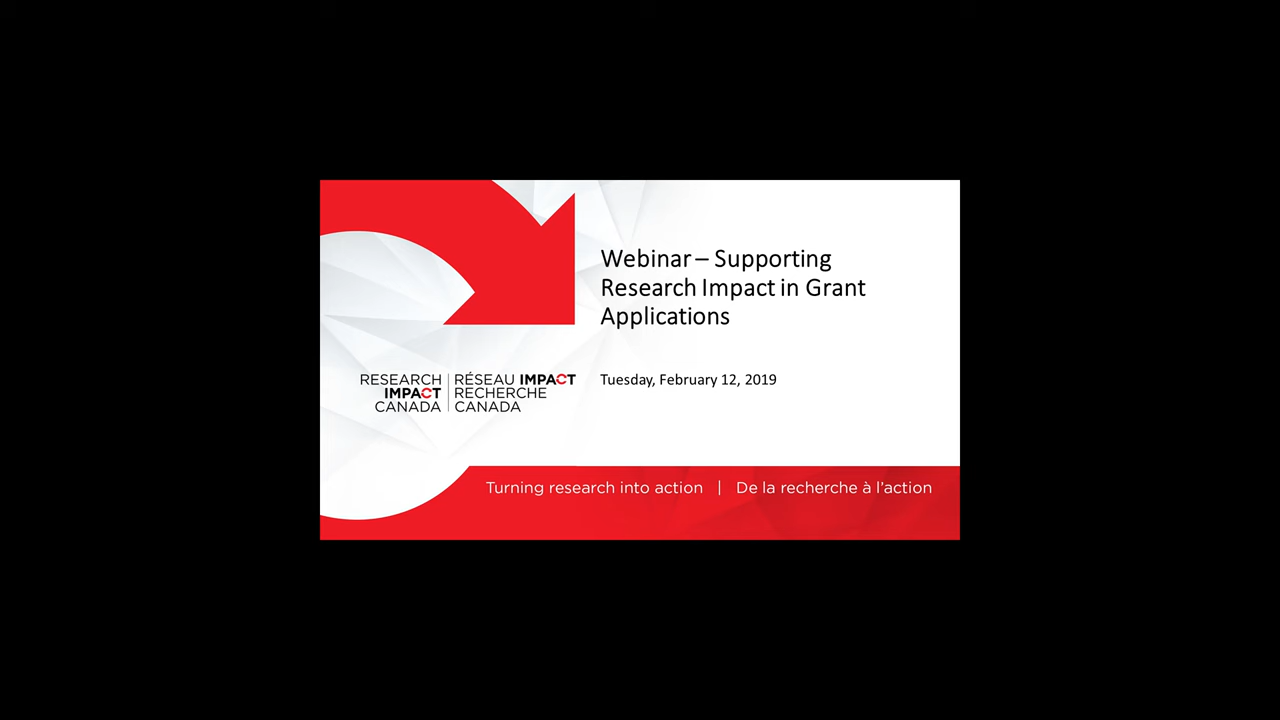 Webinar – Supporting
Research Impact in Grant
Applications
Tuesday, February 12, 2019
RESEARCH
IMPACT
CANADA
RÉSEAU IMPACT
RECHERCHE
CANADA
Turning research into action | De la recherche à l'action